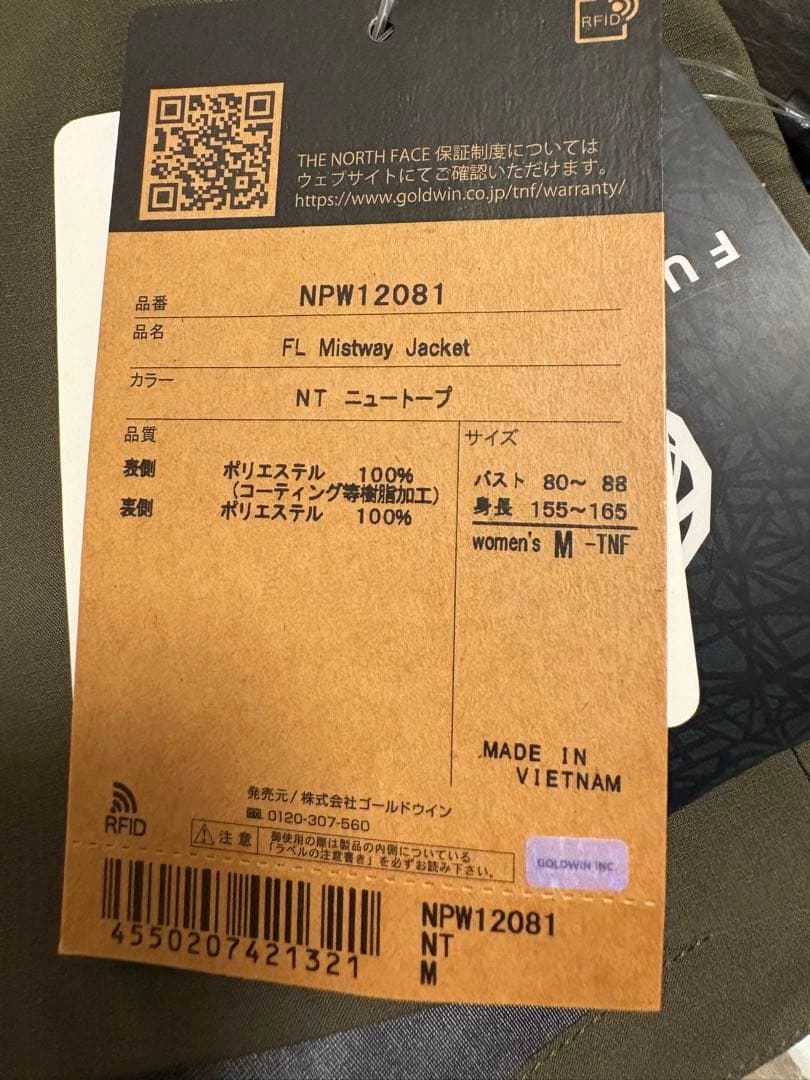 RFID
THE NORTH FACE 保証制度については
ウェブサイトにてご確認いただけます。
https://www.goldwin.co.jp/tnf/warranty/
FU
品番 NPW12081
品名 FL Mistway Jacket
カラー NT ニュートープ
品質
表側 ポリエステル 100%
(コーティング等樹脂加工)
裏側 ポリエステル 100%
サイズ
バスト 80〜 88
身長 155〜165
women's M -TNF
MADE IN
VIETNAM
RFID
発売元/株式会社ゴールドウイン
0120-307-560
注意 御使用の際は製品の内側についている
「ラベルの注意書き」を必ずお読み下さい。
GOLDWIN INC.
4550207421321
NPW12081
NT
M